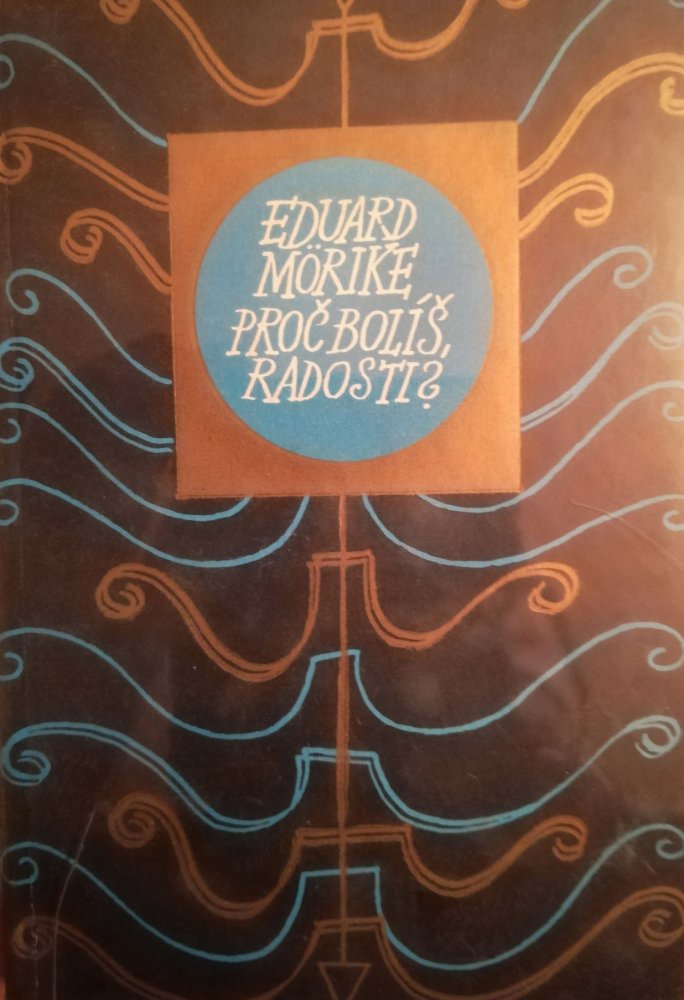 EDUARD
MÖRIKE
PROČ BOLÍŠ,
RADOSTI?